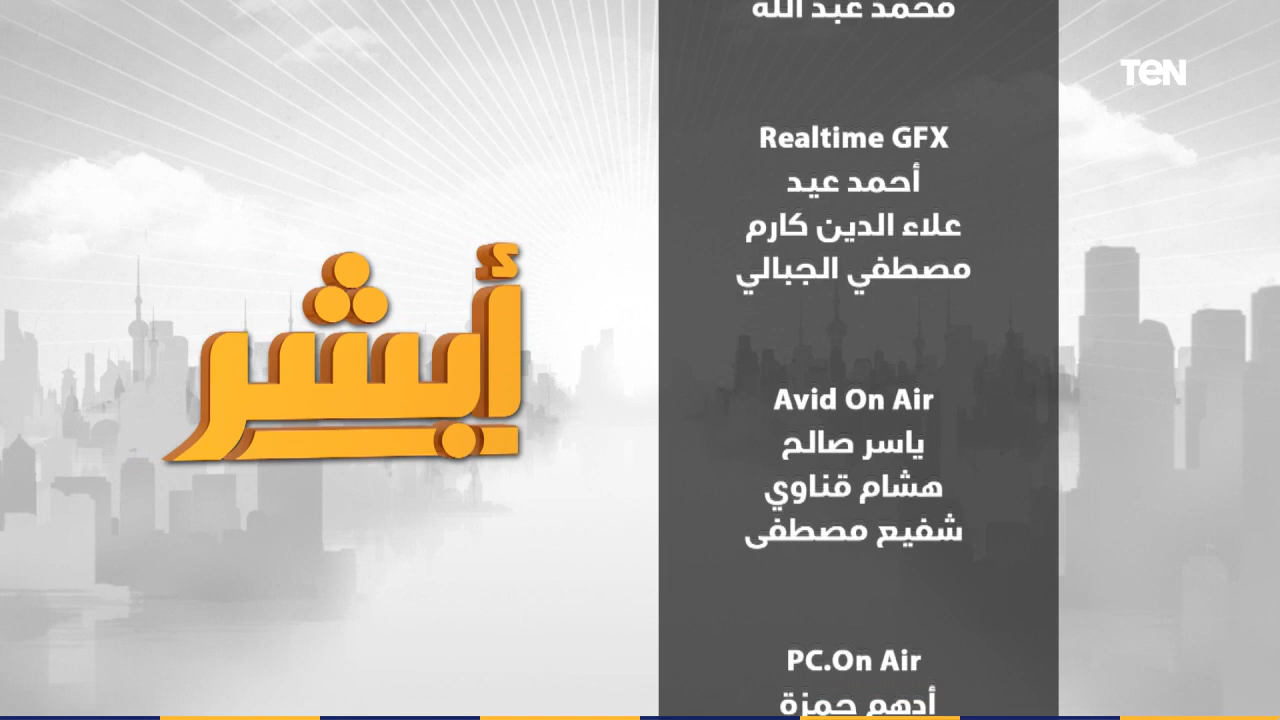 محمد عبد الله
TeN
Realtime GFX
أحمد عيد
علاء الدين كارم
مصطفي الجبالي
أبشر
Avid On Air
ياسر صالح
هشام قناوي
شفيع مصطفى
PC.On Air
أدهم حمزة